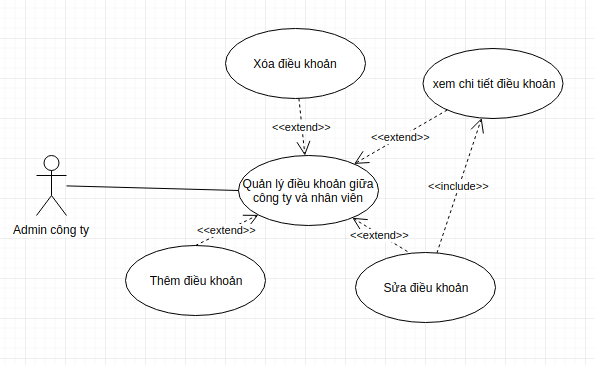 Xóa điều khoản
xem chi tiết điều khoản
<<extend>>
<<extend>>
Quản lý điều khoản giữa
công ty và nhân viên
<<include>>
Admin công ty
<<extend>>
<<extend>>
Thêm điều khoản
Sửa điều khoản